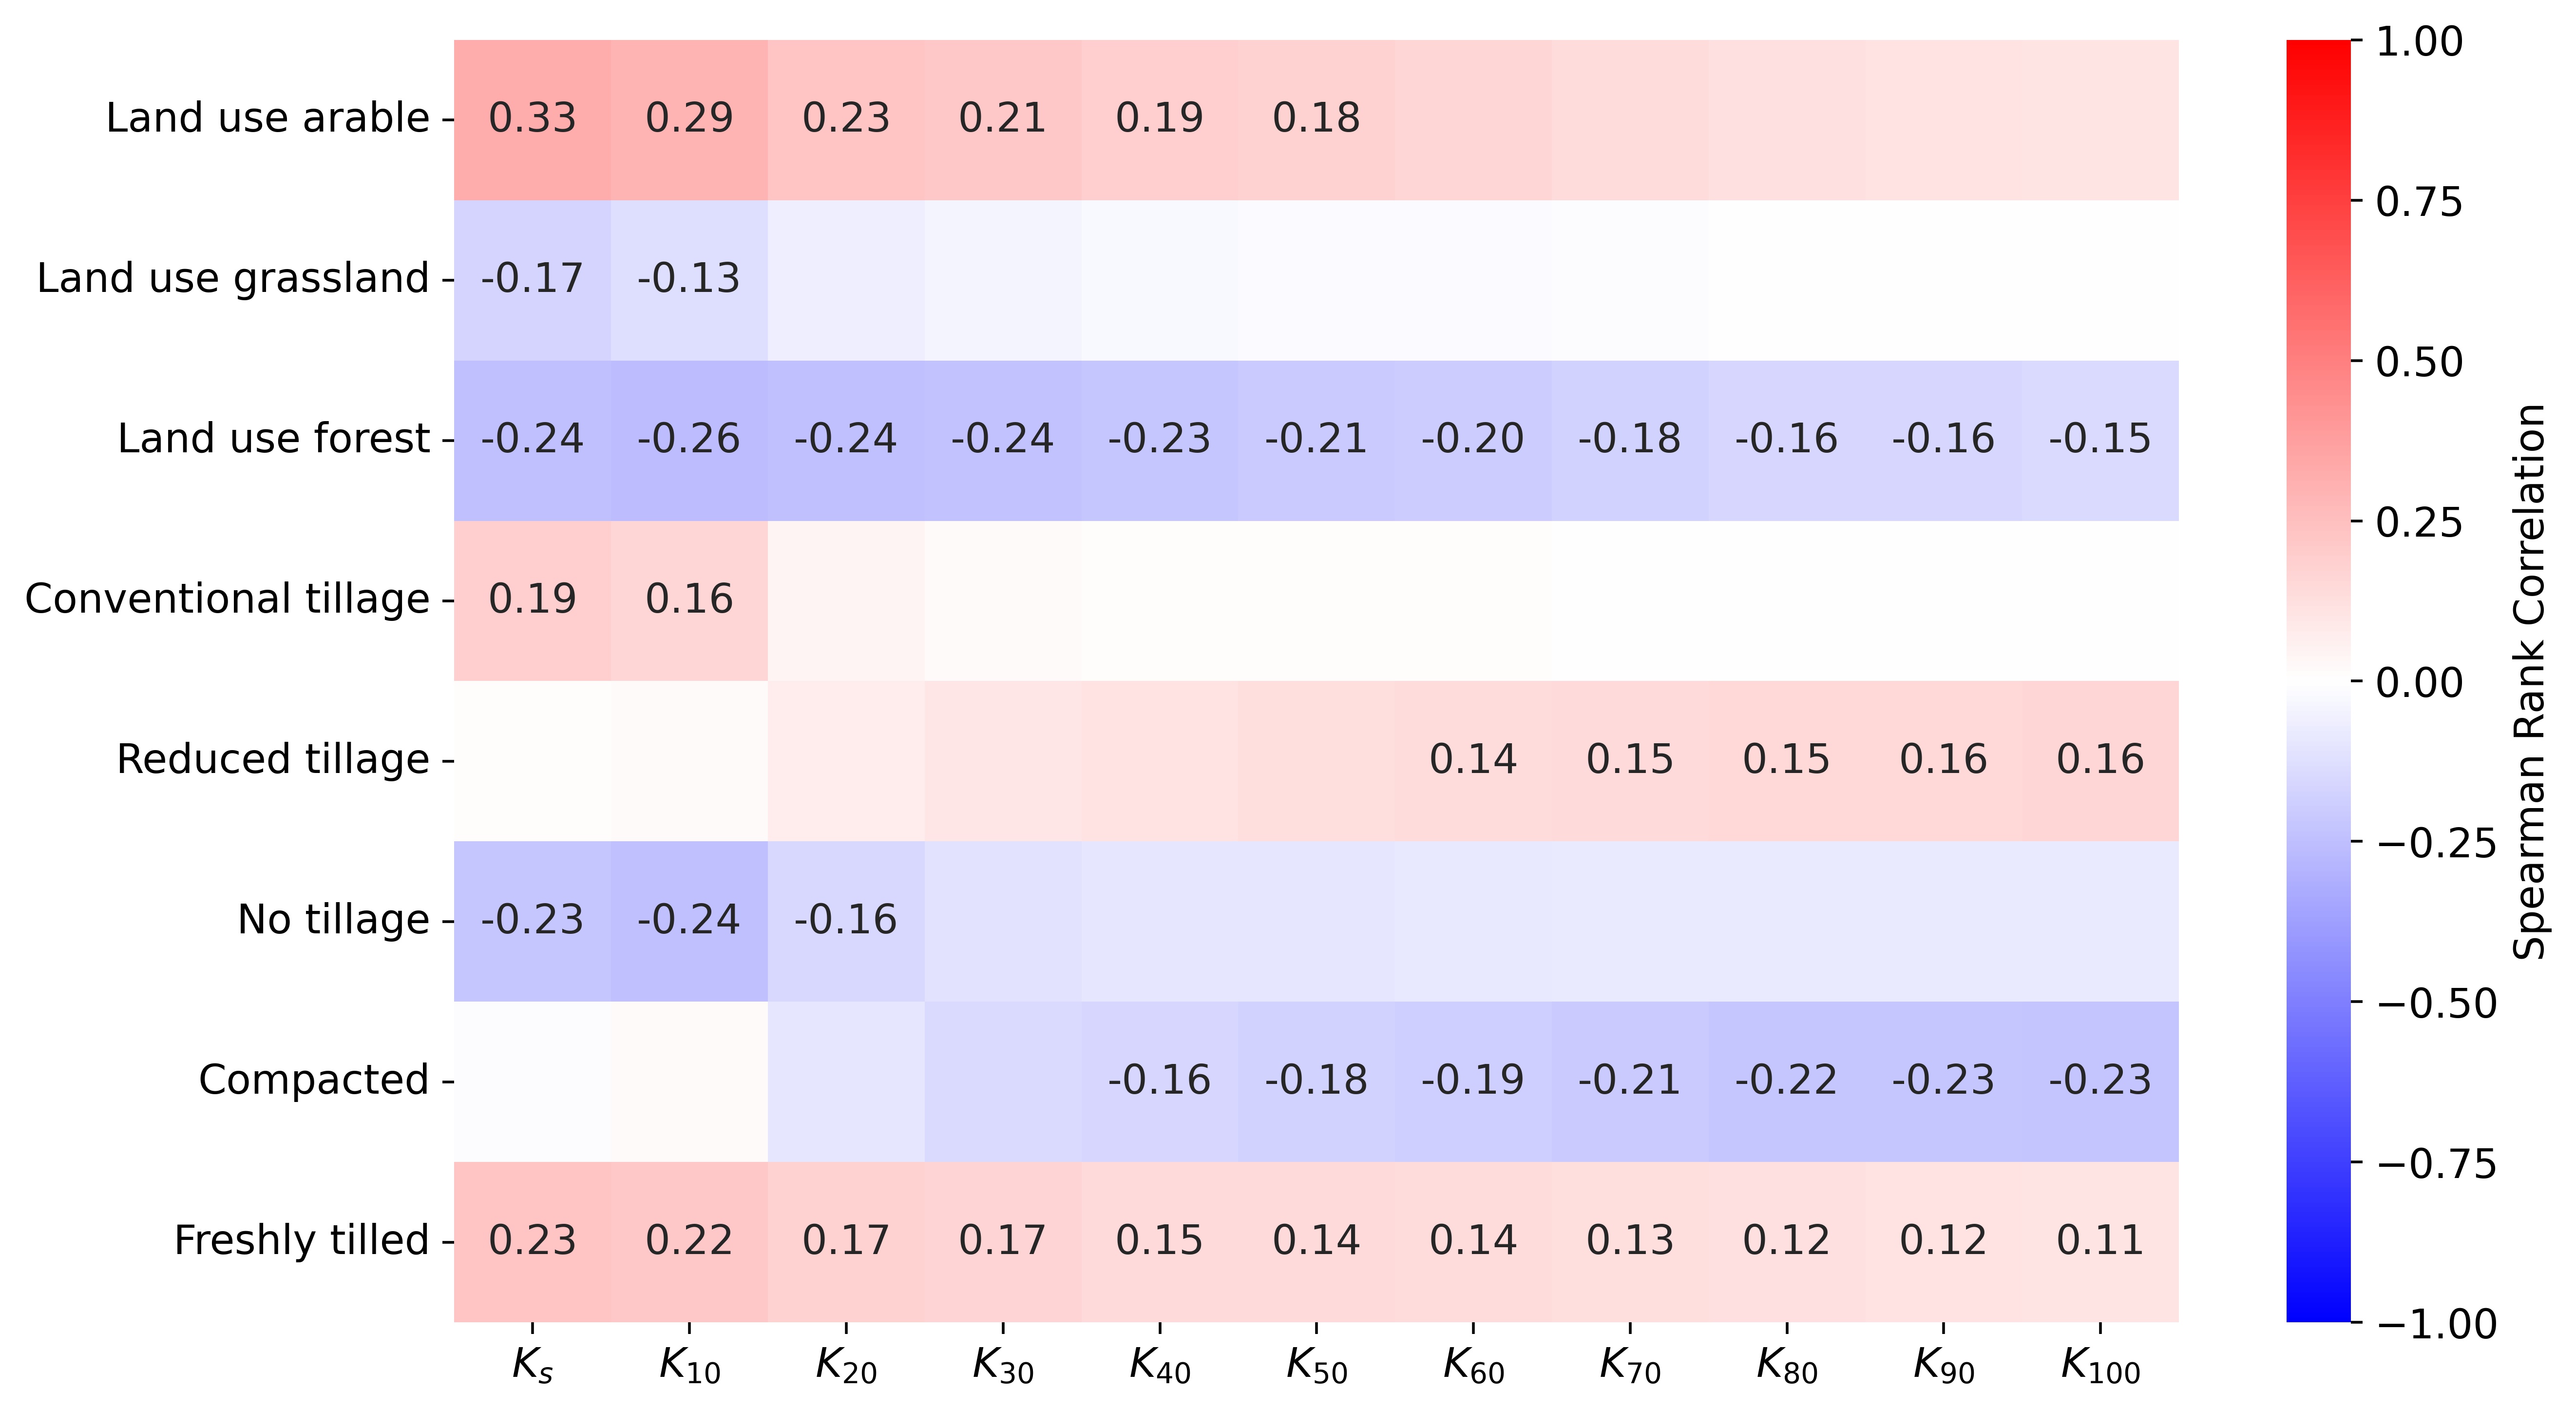 Land use arable 0.33 0.29 0.23 0.21 0.19 0.18
Land use grassland -0.17 -0.13
Land use forest -0.24 -0.26 -0.24 -0.24 -0.23 -0.21 -0.20 -0.18 -0.16 -0.16 -0.15
Conventional tillage 0.19 0.16
Reduced tillage 0.14 0.15 0.15 0.16 0.16
No tillage -0.23 -0.24 -0.16
Compacted -0.16 -0.18 -0.19 -0.21 -0.22 -0.23 -0.23
Freshly tilled 0.23 0.22 0.17 0.17 0.15 0.14 0.14 0.13 0.12 0.12 0.11
Ks K10 K20 K30 K40 K50 K60 K70 K80 K90 K100
1.00
0.75
0.50
0.25
0.00
−0.25
−0.50
−0.75
−1.00
Spearman Rank Correlation